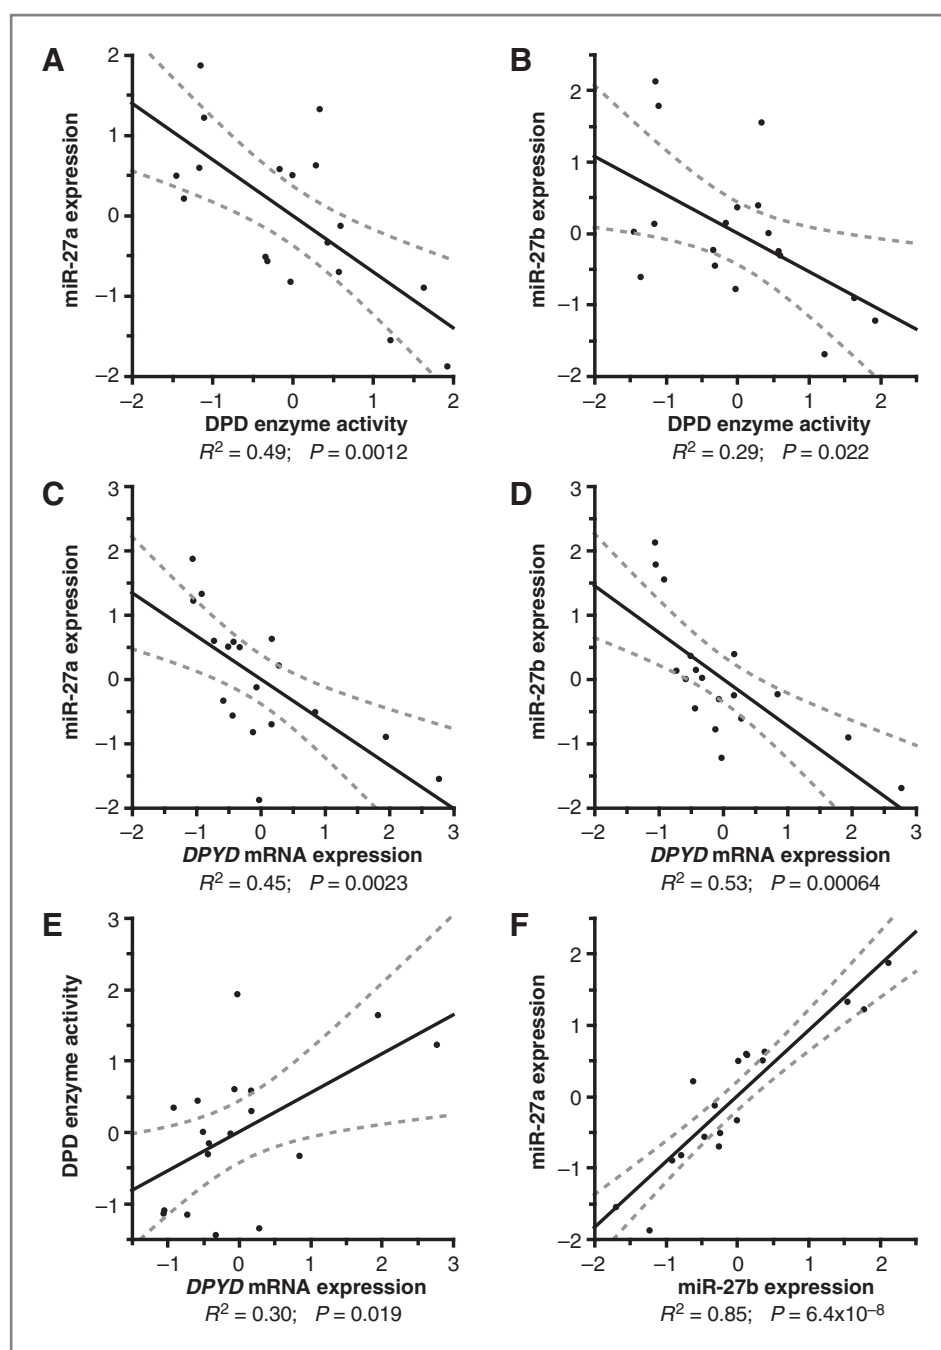 A
B
miR-27a expression
2
1
0
−1
−2
−2 −1 0 1 2
DPD enzyme activity
R² = 0.49; P = 0.0012
miR-27b expression
2
1
0
−1
−2
−2 −1 0 1 2
DPD enzyme activity
R² = 0.29; P = 0.022
C
D
miR-27a expression
3
2
1
0
−1
−2
−2 −1 0 1 2 3
DPYD mRNA expression
R² = 0.45; P = 0.0023
miR-27b expression
3
2
1
0
−1
−2
−2 −1 0 1 2 3
DPYD mRNA expression
R² = 0.53; P = 0.00064
E
F
DPD enzyme activity
3
2
1
0
−1
−1 0 1 2 3
DPYD mRNA expression
R² = 0.30; P = 0.019
miR-27a expression
2
1
0
−1
−2
−2 −1 0 1 2
miR-27b expression
R² = 0.85; P = 6.4x10⁻⁸